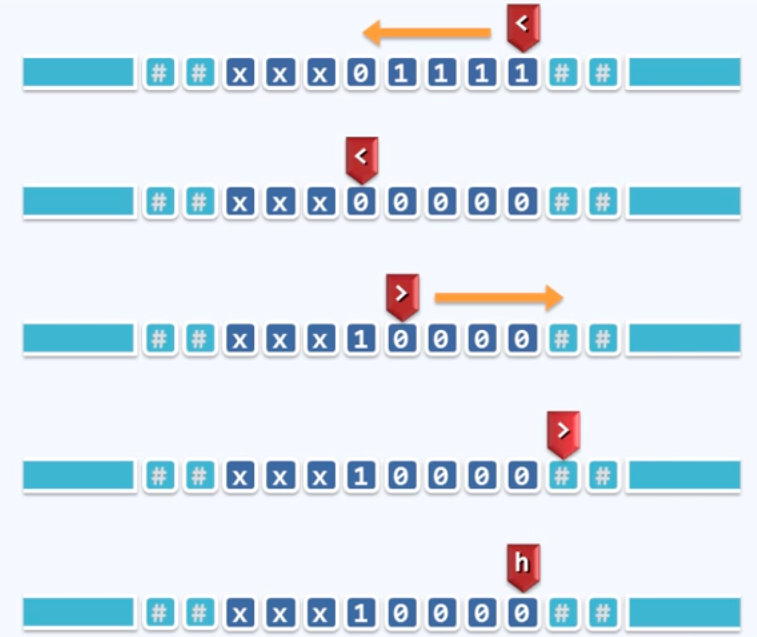 <
# # x x x 0 1 1 1 1 # #
<
# # x x x 0 0 0 0 0 # #
>
# # x x x 1 0 0 0 0 # #
>
# # x x x 1 0 0 0 0 # #
h
# # x x x 1 0 0 0 0 # #